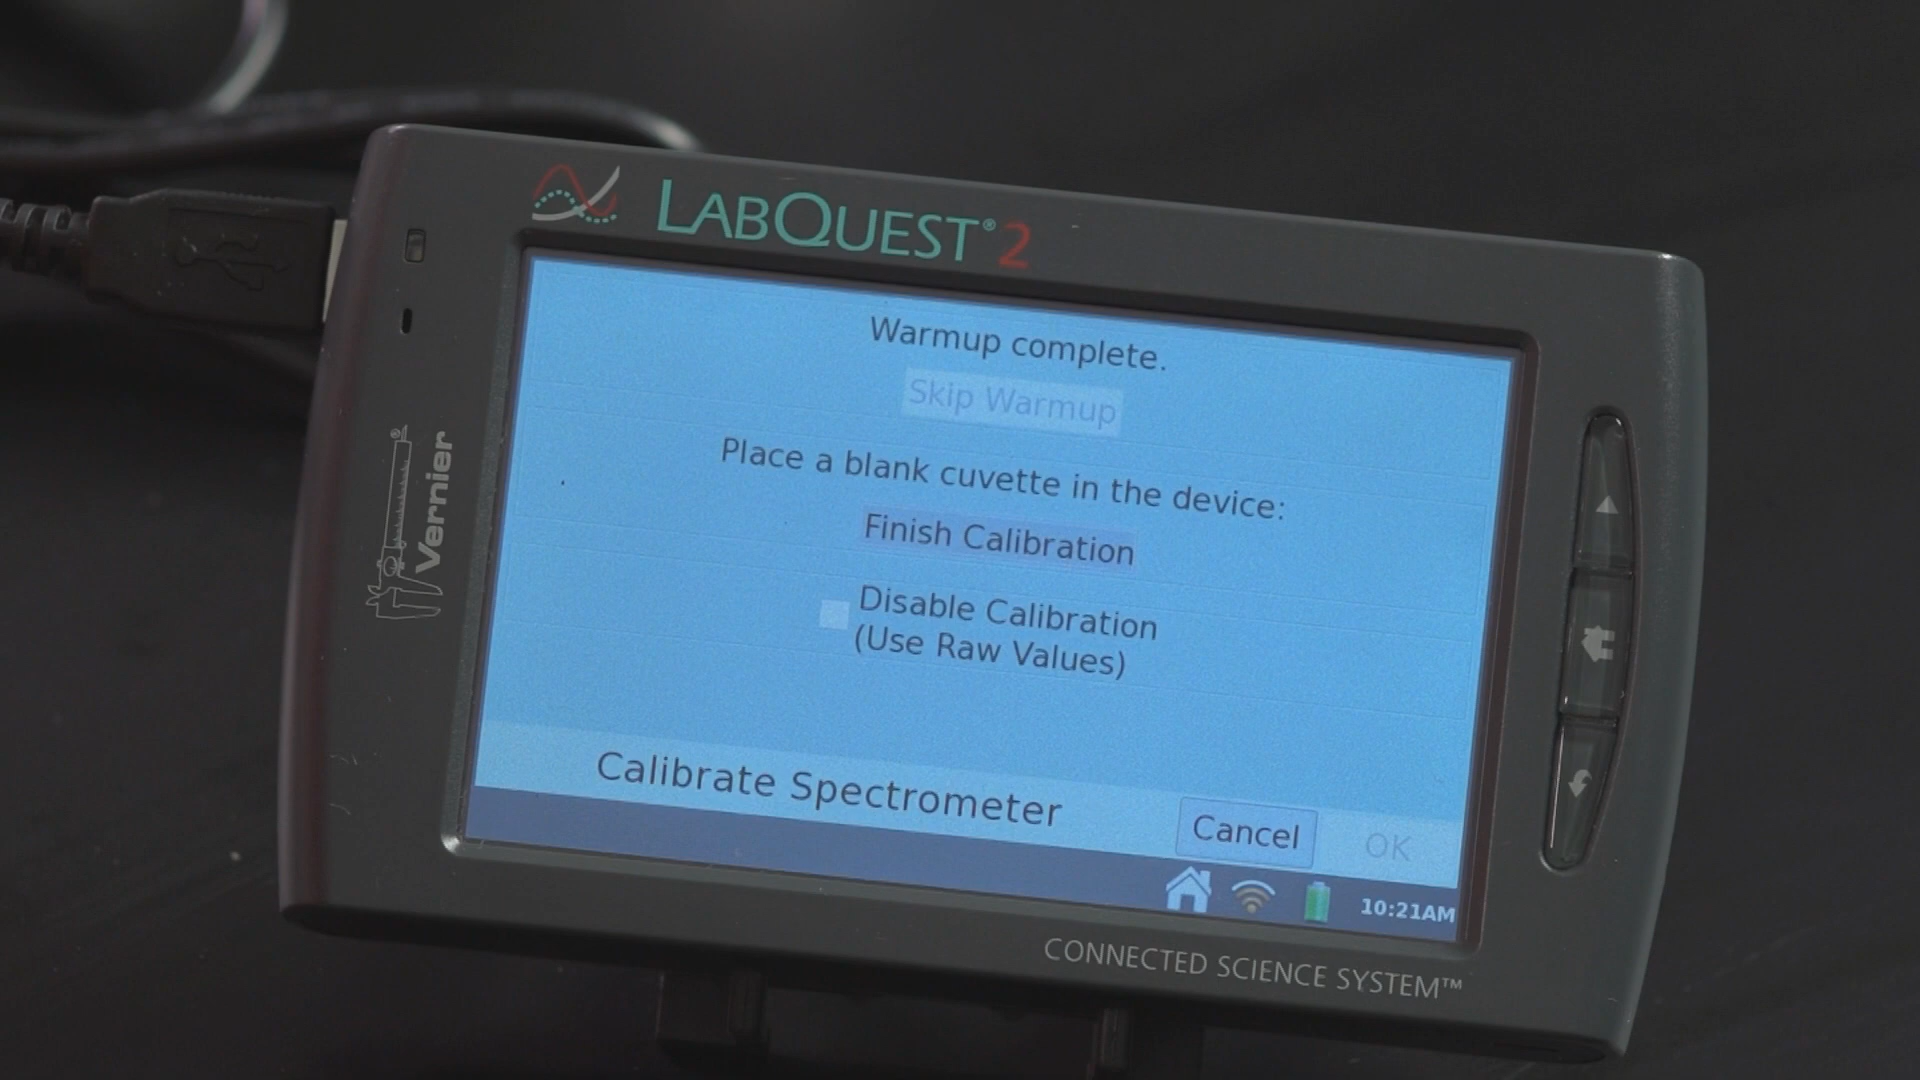 LABQUEST® 2
Vernier®
Warmup complete.
Skip Warmup
Place a blank cuvette in the device:
Finish Calibration
Disable Calibration
(Use Raw Values)
Calibrate Spectrometer
Cancel
OK
10:21AM
CONNECTED SCIENCE SYSTEM™